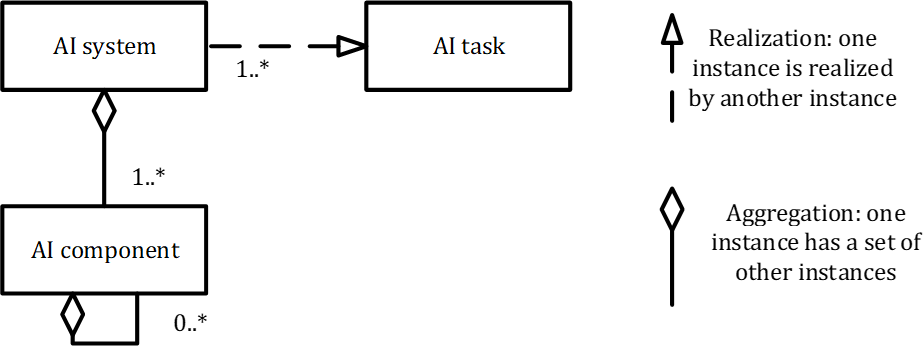 AI system
1..*
AI task
1..*
AI component
0..*
Realization: one
instance is realized
by another instance
Aggregation: one
instance has a set of
other instances